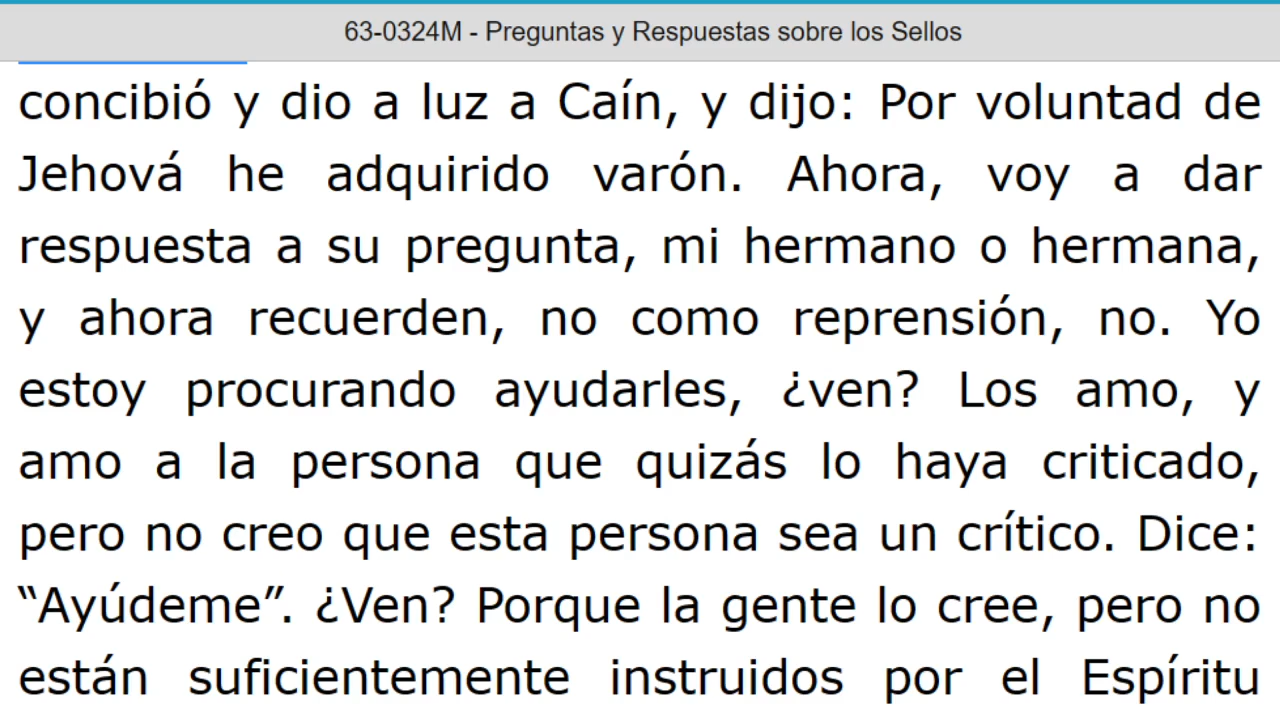 63-0324M - Preguntas y Respuestas sobre los Sellos
concibió y dio a luz a Caín, y dijo: Por voluntad de
Jehová he adquirido varón. Ahora, voy a dar
respuesta a su pregunta, mi hermano o hermana,
y ahora recuerden, no como reprensión, no. Yo
estoy procurando ayudarles, ¿ven? Los amo, y
amo a la persona que quizás lo haya criticado,
pero no creo que esta persona sea un crítico. Dice:
“Ayúdeme”. ¿Ven? Porque la gente lo cree, pero no
están suficientemente instruidos por el Espíritu